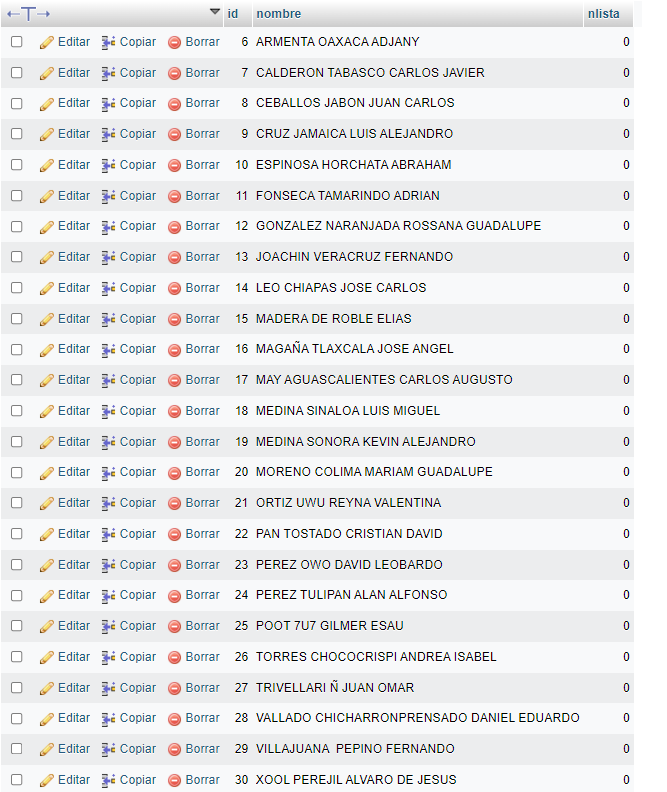 id nombre nlista
Editar Copiar Borrar 6 ARMENTA OAXACA ADJANY 0
Editar Copiar Borrar 7 CALDERON TABASCO CARLOS JAVIER 0
Editar Copiar Borrar 8 CEBALLOS JABON JUAN CARLOS 0
Editar Copiar Borrar 9 CRUZ JAMAICA LUIS ALEJANDRO 0
Editar Copiar Borrar 10 ESPINOSA HORCHATA ABRAHAM 0
Editar Copiar Borrar 11 FONSECA TAMARINDO ADRIAN 0
Editar Copiar Borrar 12 GONZALEZ NARANJADA ROSSANA GUADALUPE 0
Editar Copiar Borrar 13 JOACHIN VERACRUZ FERNANDO 0
Editar Copiar Borrar 14 LEO CHIAPAS JOSE CARLOS 0
Editar Copiar Borrar 15 MADERA DE ROBLE ELIAS 0
Editar Copiar Borrar 16 MAGAÑA TLAXCALA JOSE ANGEL 0
Editar Copiar Borrar 17 MAY AGUASCALIENTES CARLOS AUGUSTO 0
Editar Copiar Borrar 18 MEDINA SINALOA LUIS MIGUEL 0
Editar Copiar Borrar 19 MEDINA SONORA KEVIN ALEJANDRO 0
Editar Copiar Borrar 20 MORENO COLIMA MARIAM GUADALUPE 0
Editar Copiar Borrar 21 ORTIZ UWU REYNA VALENTINA 0
Editar Copiar Borrar 22 PAN TOSTADO CRISTIAN DAVID 0
Editar Copiar Borrar 23 PEREZ OWO DAVID LEOBARDO 0
Editar Copiar Borrar 24 PEREZ TULIPAN ALAN ALFONSO 0
Editar Copiar Borrar 25 POOT 7U7 GILMER ESAU 0
Editar Copiar Borrar 26 TORRES CHOCOCRISPI ANDREA ISABEL 0
Editar Copiar Borrar 27 TRIVELLARI Ñ JUAN OMAR 0
Editar Copiar Borrar 28 VALLADO CHICHARRONPRENSADO DANIEL EDUARDO 0
Editar Copiar Borrar 29 VILLAJUANA  PEPINO FERNANDO 0
Editar Copiar Borrar 30 XOOL PEREJIL ALVARO DE JESUS 0